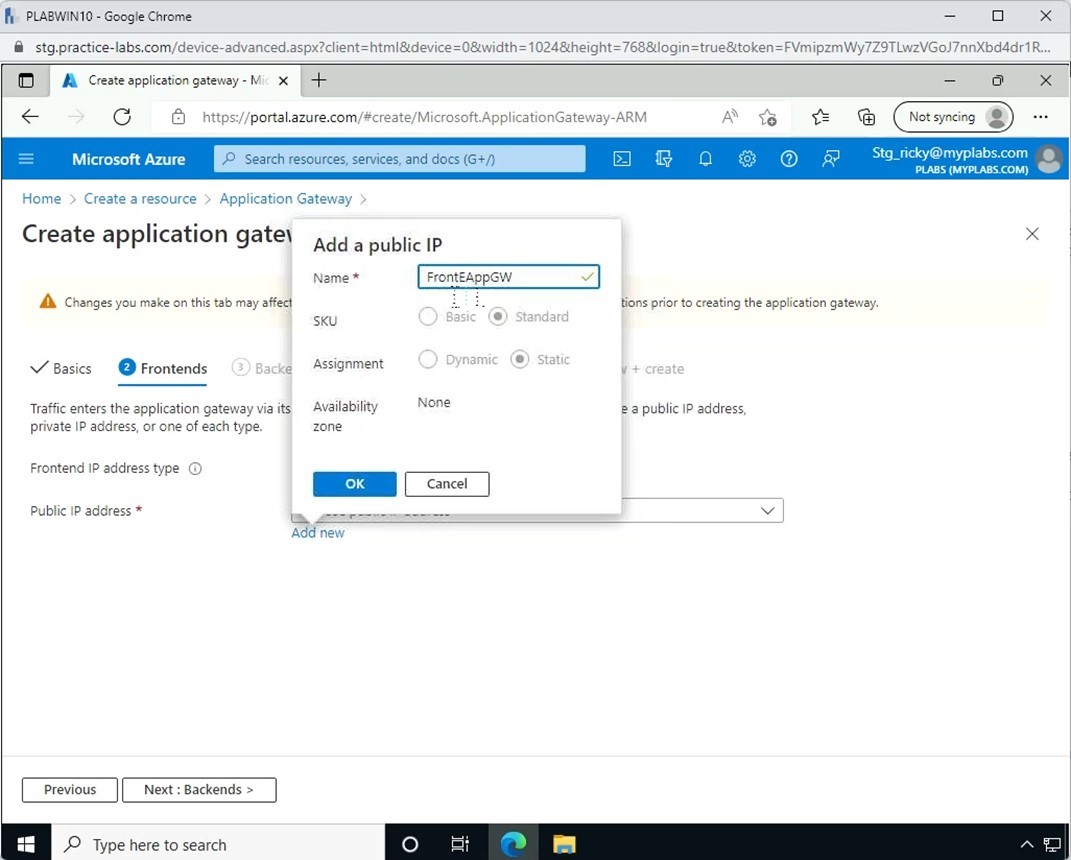 PLABWIN10 - Google Chrome
stg.practice-labs.com/device-advanced.aspx?client=html&device=0&width=1024&height=768&login=true&token=FVmipzmWy7Z9TLwzVGoJ7nnXbd4dr1R...
Create application gateway - Mic
https://portal.azure.com/#create/Microsoft.ApplicationGateway-ARM
Not syncing
Microsoft Azure
Search resources, services, and docs (G+/)
Stg_ricky@myplabs.com
PLABS (MYPLABS.COM)
Home > Create a resource > Application Gateway >
Create application gatew
Add a public IP
Name *
FrontEAppGW
Changes you make on this tab may affect
tions prior to creating the application gateway.
SKU
Basic
Standard
Assignment
Dynamic
Static
Availability zone
None
OK
Cancel
Basics
2 Frontends
3 Backe
+ create
Traffic enters the application gateway via its
e a public IP address,
private IP address, or one of each type.
Frontend IP address type
Public IP address *
Add new
Previous
Next : Backends >
Type here to search